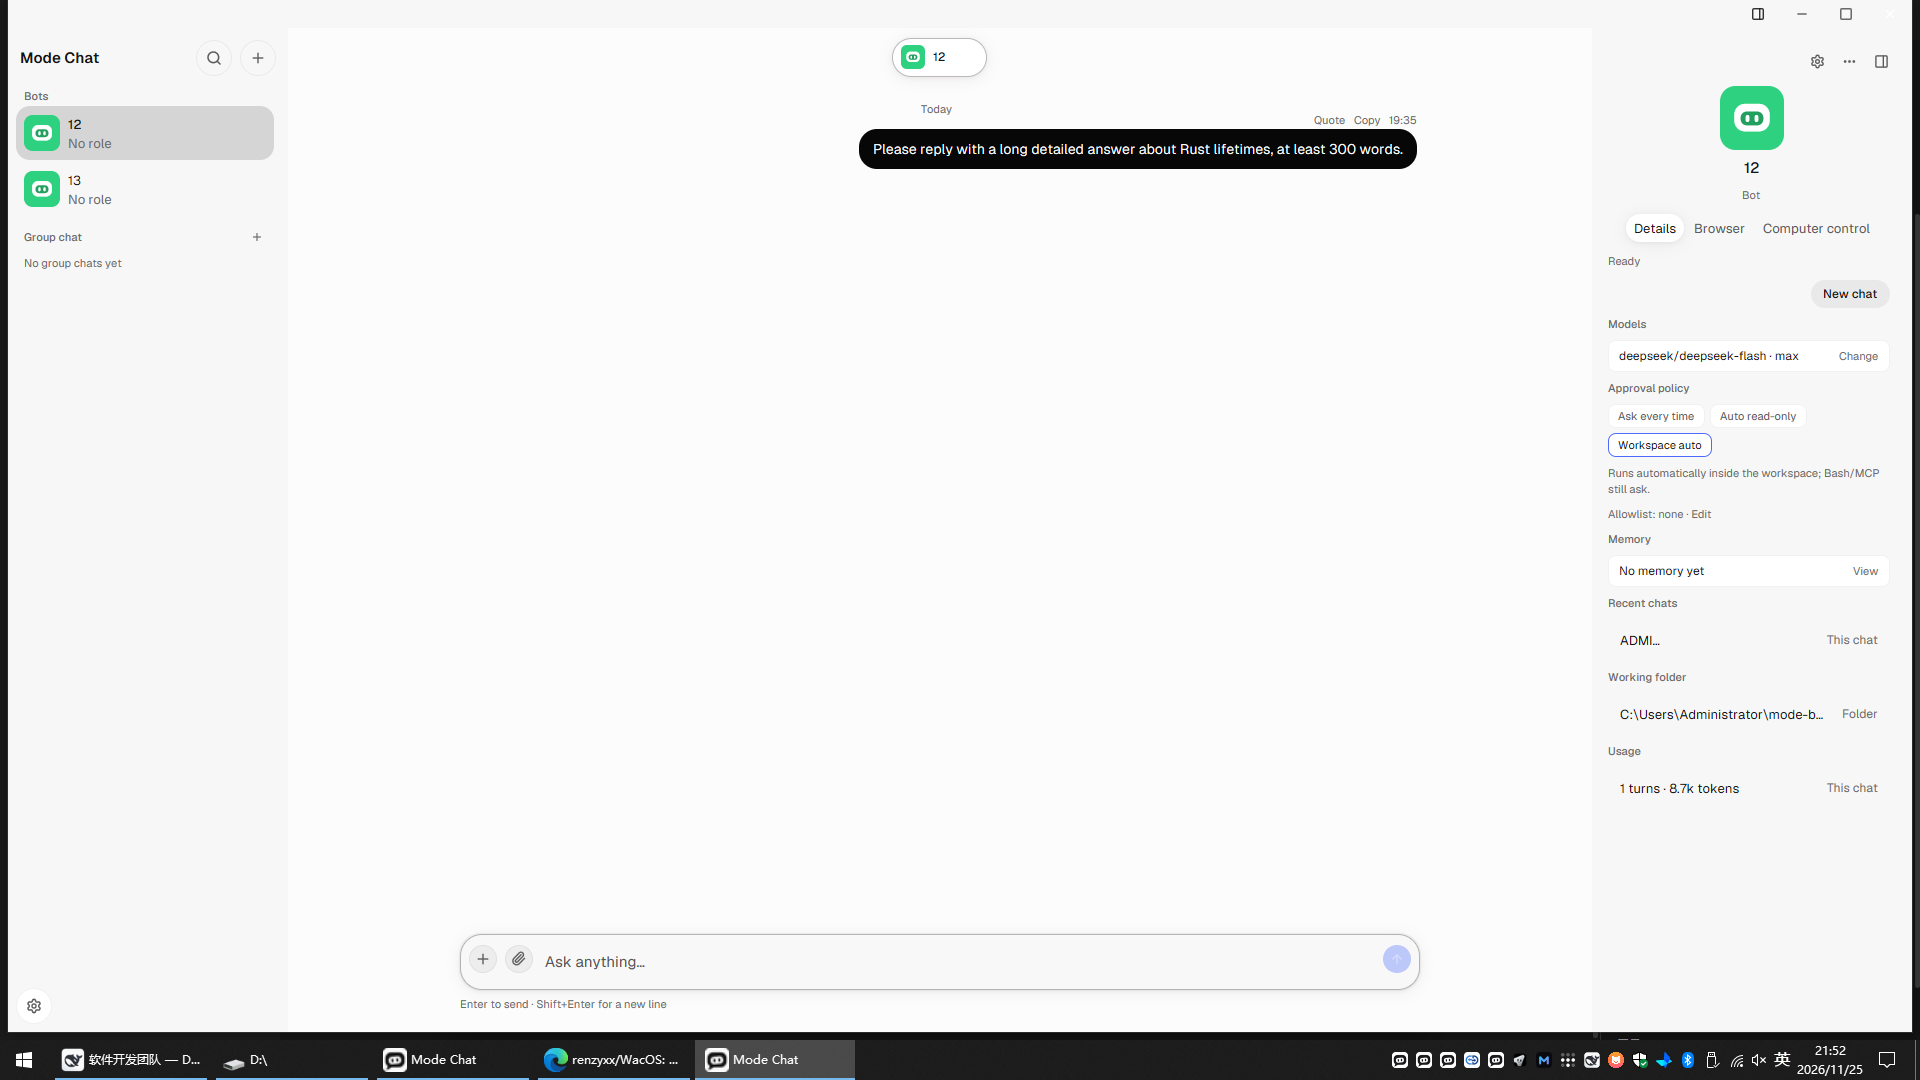 Mode Chat
Bots
12
No role
13
No role
Group chat
No group chats yet
12
Today
Quote Copy 19:35
Please reply with a long detailed answer about Rust lifetimes, at least 300 words.
Ask anything...
Enter to send · Shift+Enter for a new line
12
Bot
Details Browser Computer control
Ready
New chat
Models
deepseek/deepseek-flash · max Change
Approval policy
Ask every time Auto read-only
Workspace auto
Runs automatically inside the workspace; Bash/MCP
still ask.
Allowlist: none · Edit
Memory
No memory yet View
Recent chats
ADMI... This chat
Working folder
C:\Users\Administrator\mode-b... Folder
Usage
1 turns · 8.7k tokens This chat
软件开发团队 — D... D:\ Mode Chat renzyxx/WacOS: ... Mode Chat 英 21:52
2026/11/25